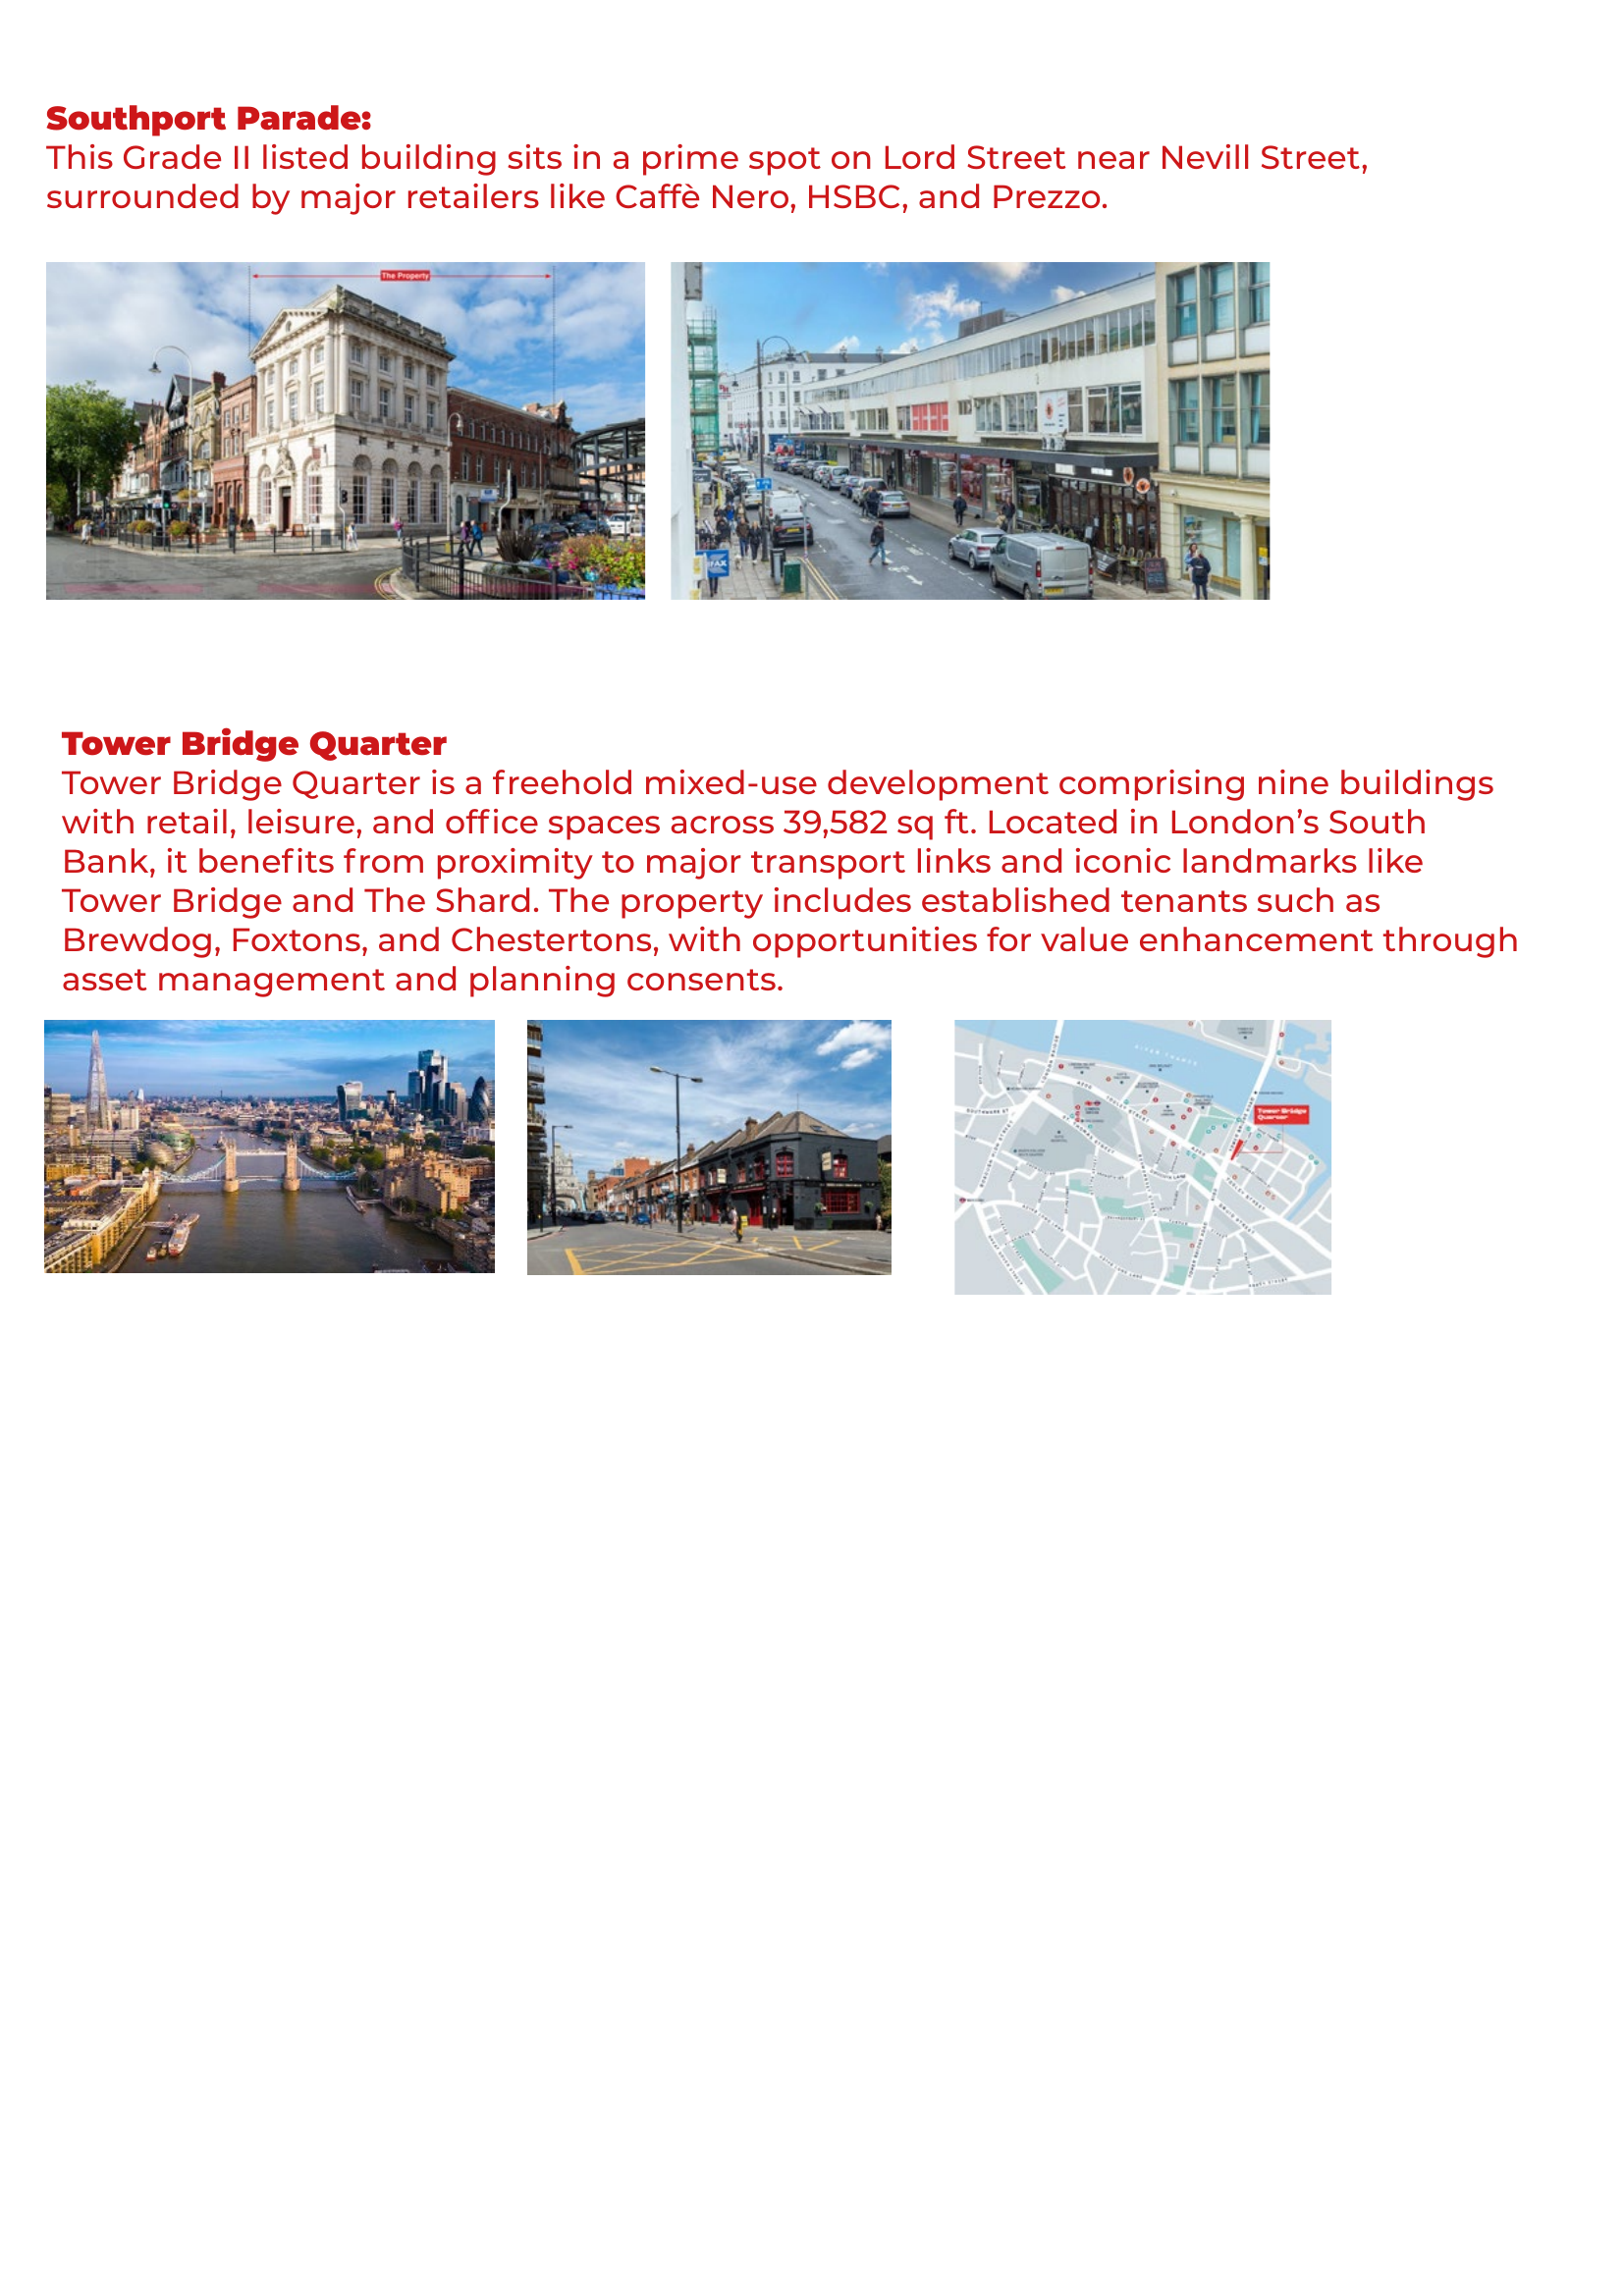 Southport Parade:
This Grade II listed building sits in a prime spot on Lord Street near Nevill Street,
surrounded by major retailers like Caffè Nero, HSBC, and Prezzo.
The Property
Tower Bridge Quarter
Tower Bridge Quarter is a freehold mixed-use development comprising nine buildings
with retail, leisure, and office spaces across 39,582 sq ft. Located in London’s South
Bank, it benefits from proximity to major transport links and iconic landmarks like
Tower Bridge and The Shard. The property includes established tenants such as
Brewdog, Foxtons, and Chestertons, with opportunities for value enhancement through
asset management and planning consents.
RIVER THAMES
SOUTHWARK ST
Tower Bridge
Quarter